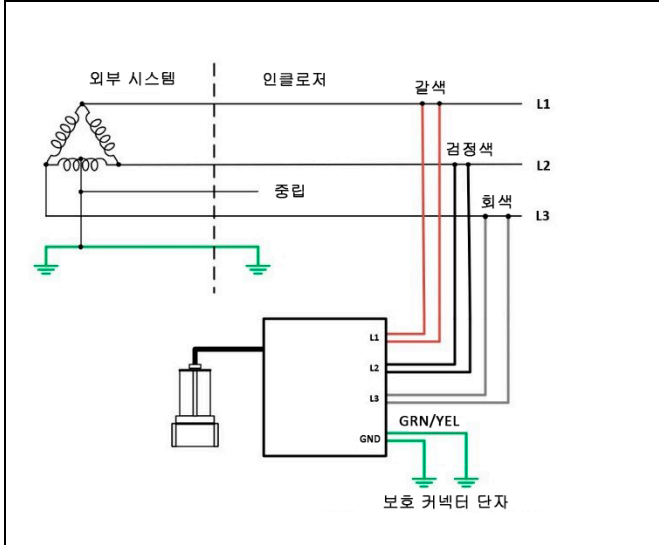 외부 시스템
인클로저
갈색
L1
검정색
L2
중립
회색
L3
L1
L2
L3
GRN/YEL
GND
보호 커넥터 단자